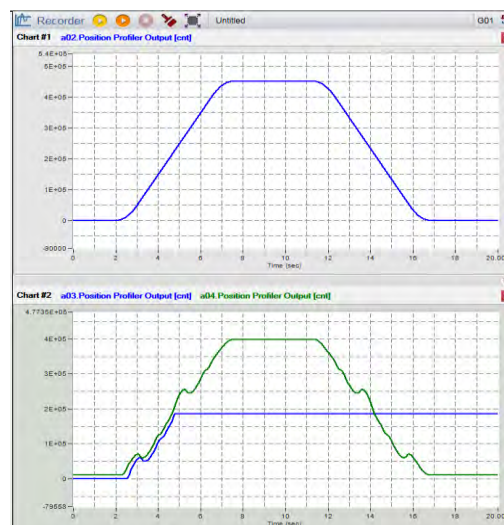 Recorder Untitled G01
Chart #1 a02.Position Profiler Output [cnt]
5.4E+05
5E+05
4E+05
2E+05
1E+05
0
-90000
0 2 4 6 8 10 12 14 16 18 20.00
Time (sec)
Chart #2 a03.Position Profiler Output [cnt] a04.Position Profiler Output [cnt]
4.7735E+05
4E+05
3E+05
2E+05
1E+05
0
-79558
0 2 4 6 8 10 12 14 16 18 20.00
Time (sec)